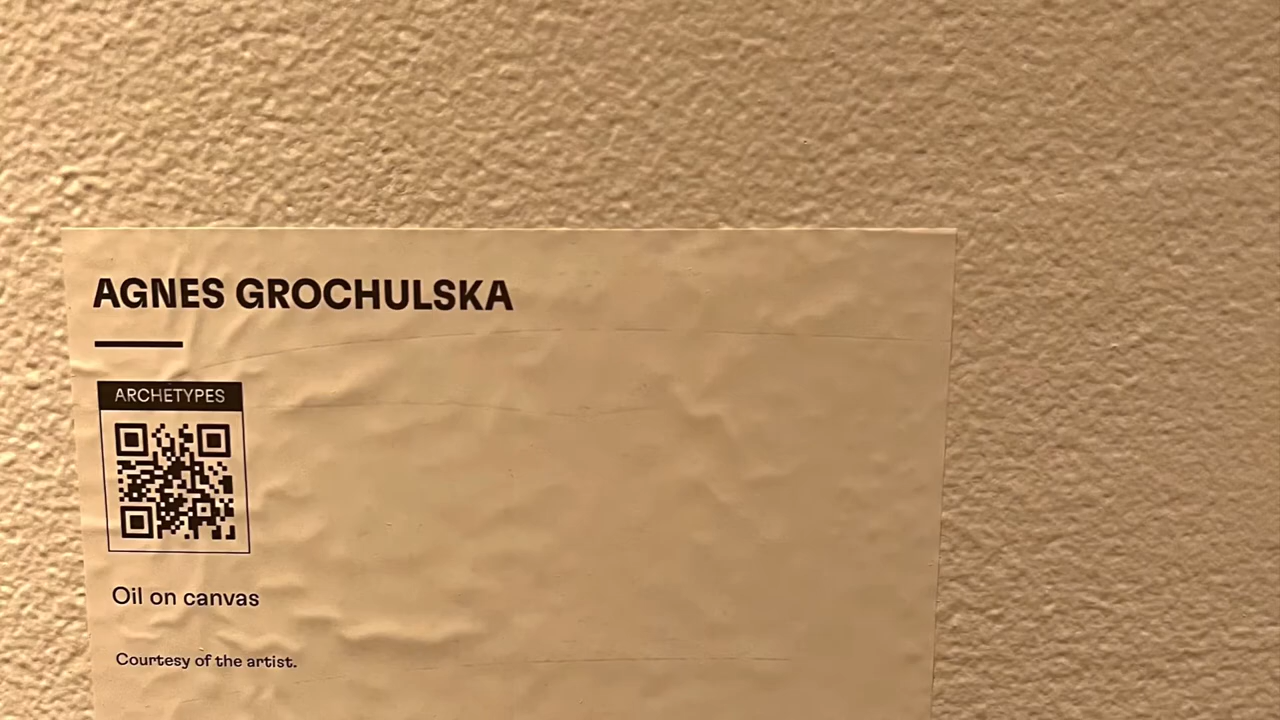 AGNES GROCHULSKA
ARCHETYPES
Oil on canvas
Courtesy of the artist.